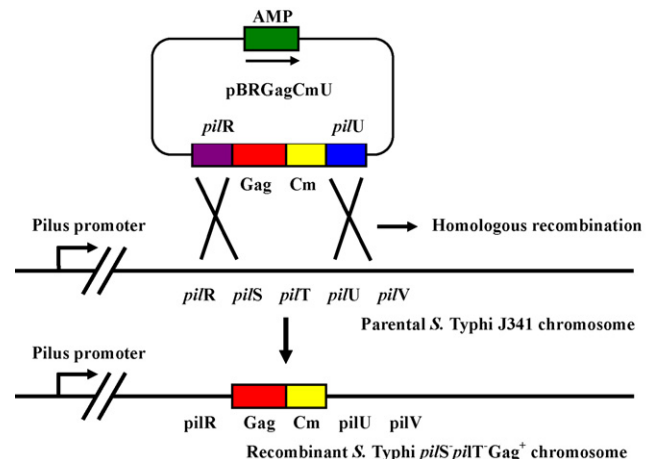 AMP
pBRGagCmU
pilR pilU
Gag Cm
Pilus promoter
Homologous recombination
pilR pilS pilT pilU pilV
Parental S. Typhi J341 chromosome
Pilus promoter
pilR Gag Cm pilU pilV
Recombinant S. Typhi pilS⁻pilT⁻Gag⁺ chromosome